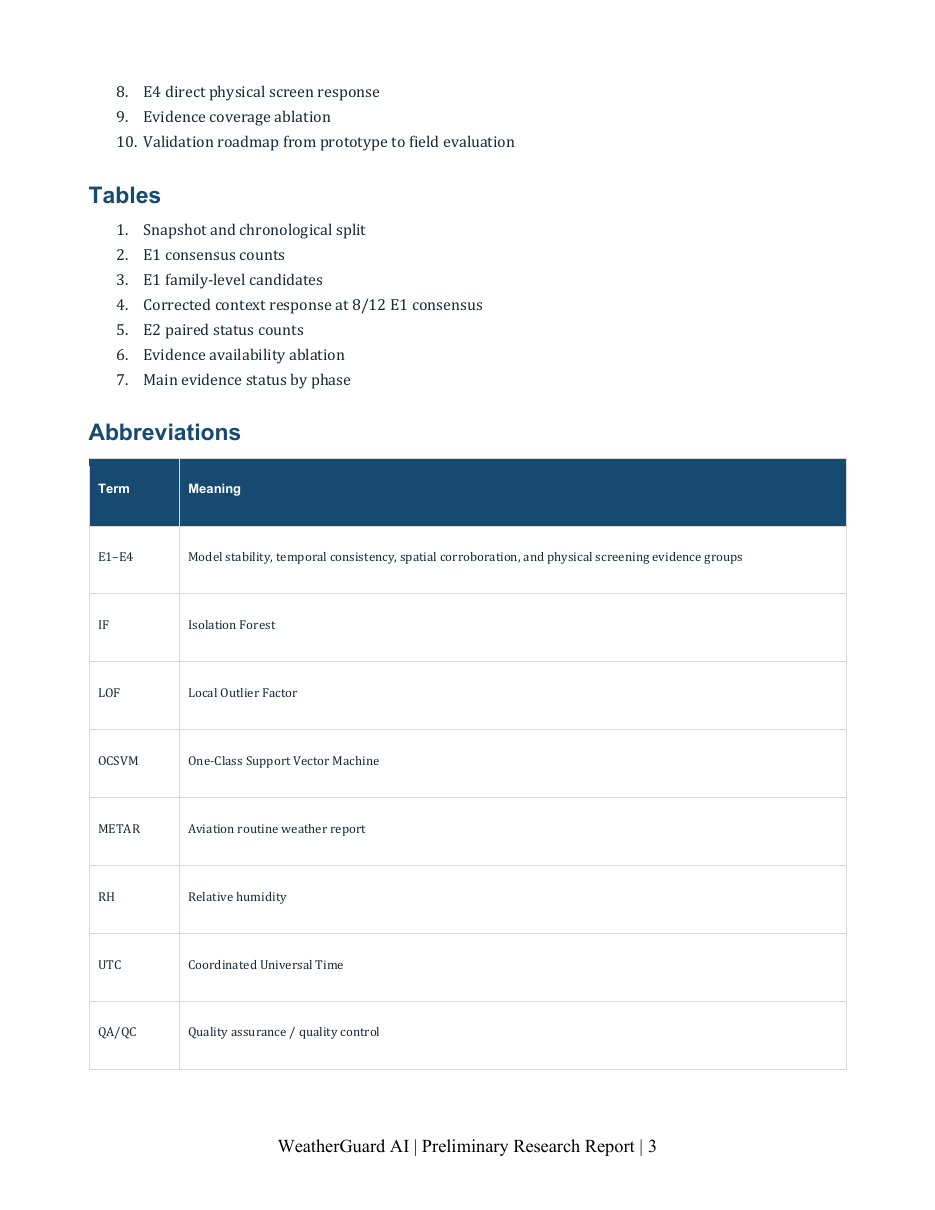 8. E4 direct physical screen response
9. Evidence coverage ablation
10. Validation roadmap from prototype to field evaluation
Tables
1. Snapshot and chronological split
2. E1 consensus counts
3. E1 family-level candidates
4. Corrected context response at 8/12 E1 consensus
5. E2 paired status counts
6. Evidence availability ablation
7. Main evidence status by phase
Abbreviations
Term Meaning
E1–E4 Model stability, temporal consistency, spatial corroboration, and physical screening evidence groups
IF Isolation Forest
LOF Local Outlier Factor
OCSVM One-Class Support Vector Machine
METAR Aviation routine weather report
RH Relative humidity
UTC Coordinated Universal Time
QA/QC Quality assurance / quality control
WeatherGuard AI | Preliminary Research Report | 3